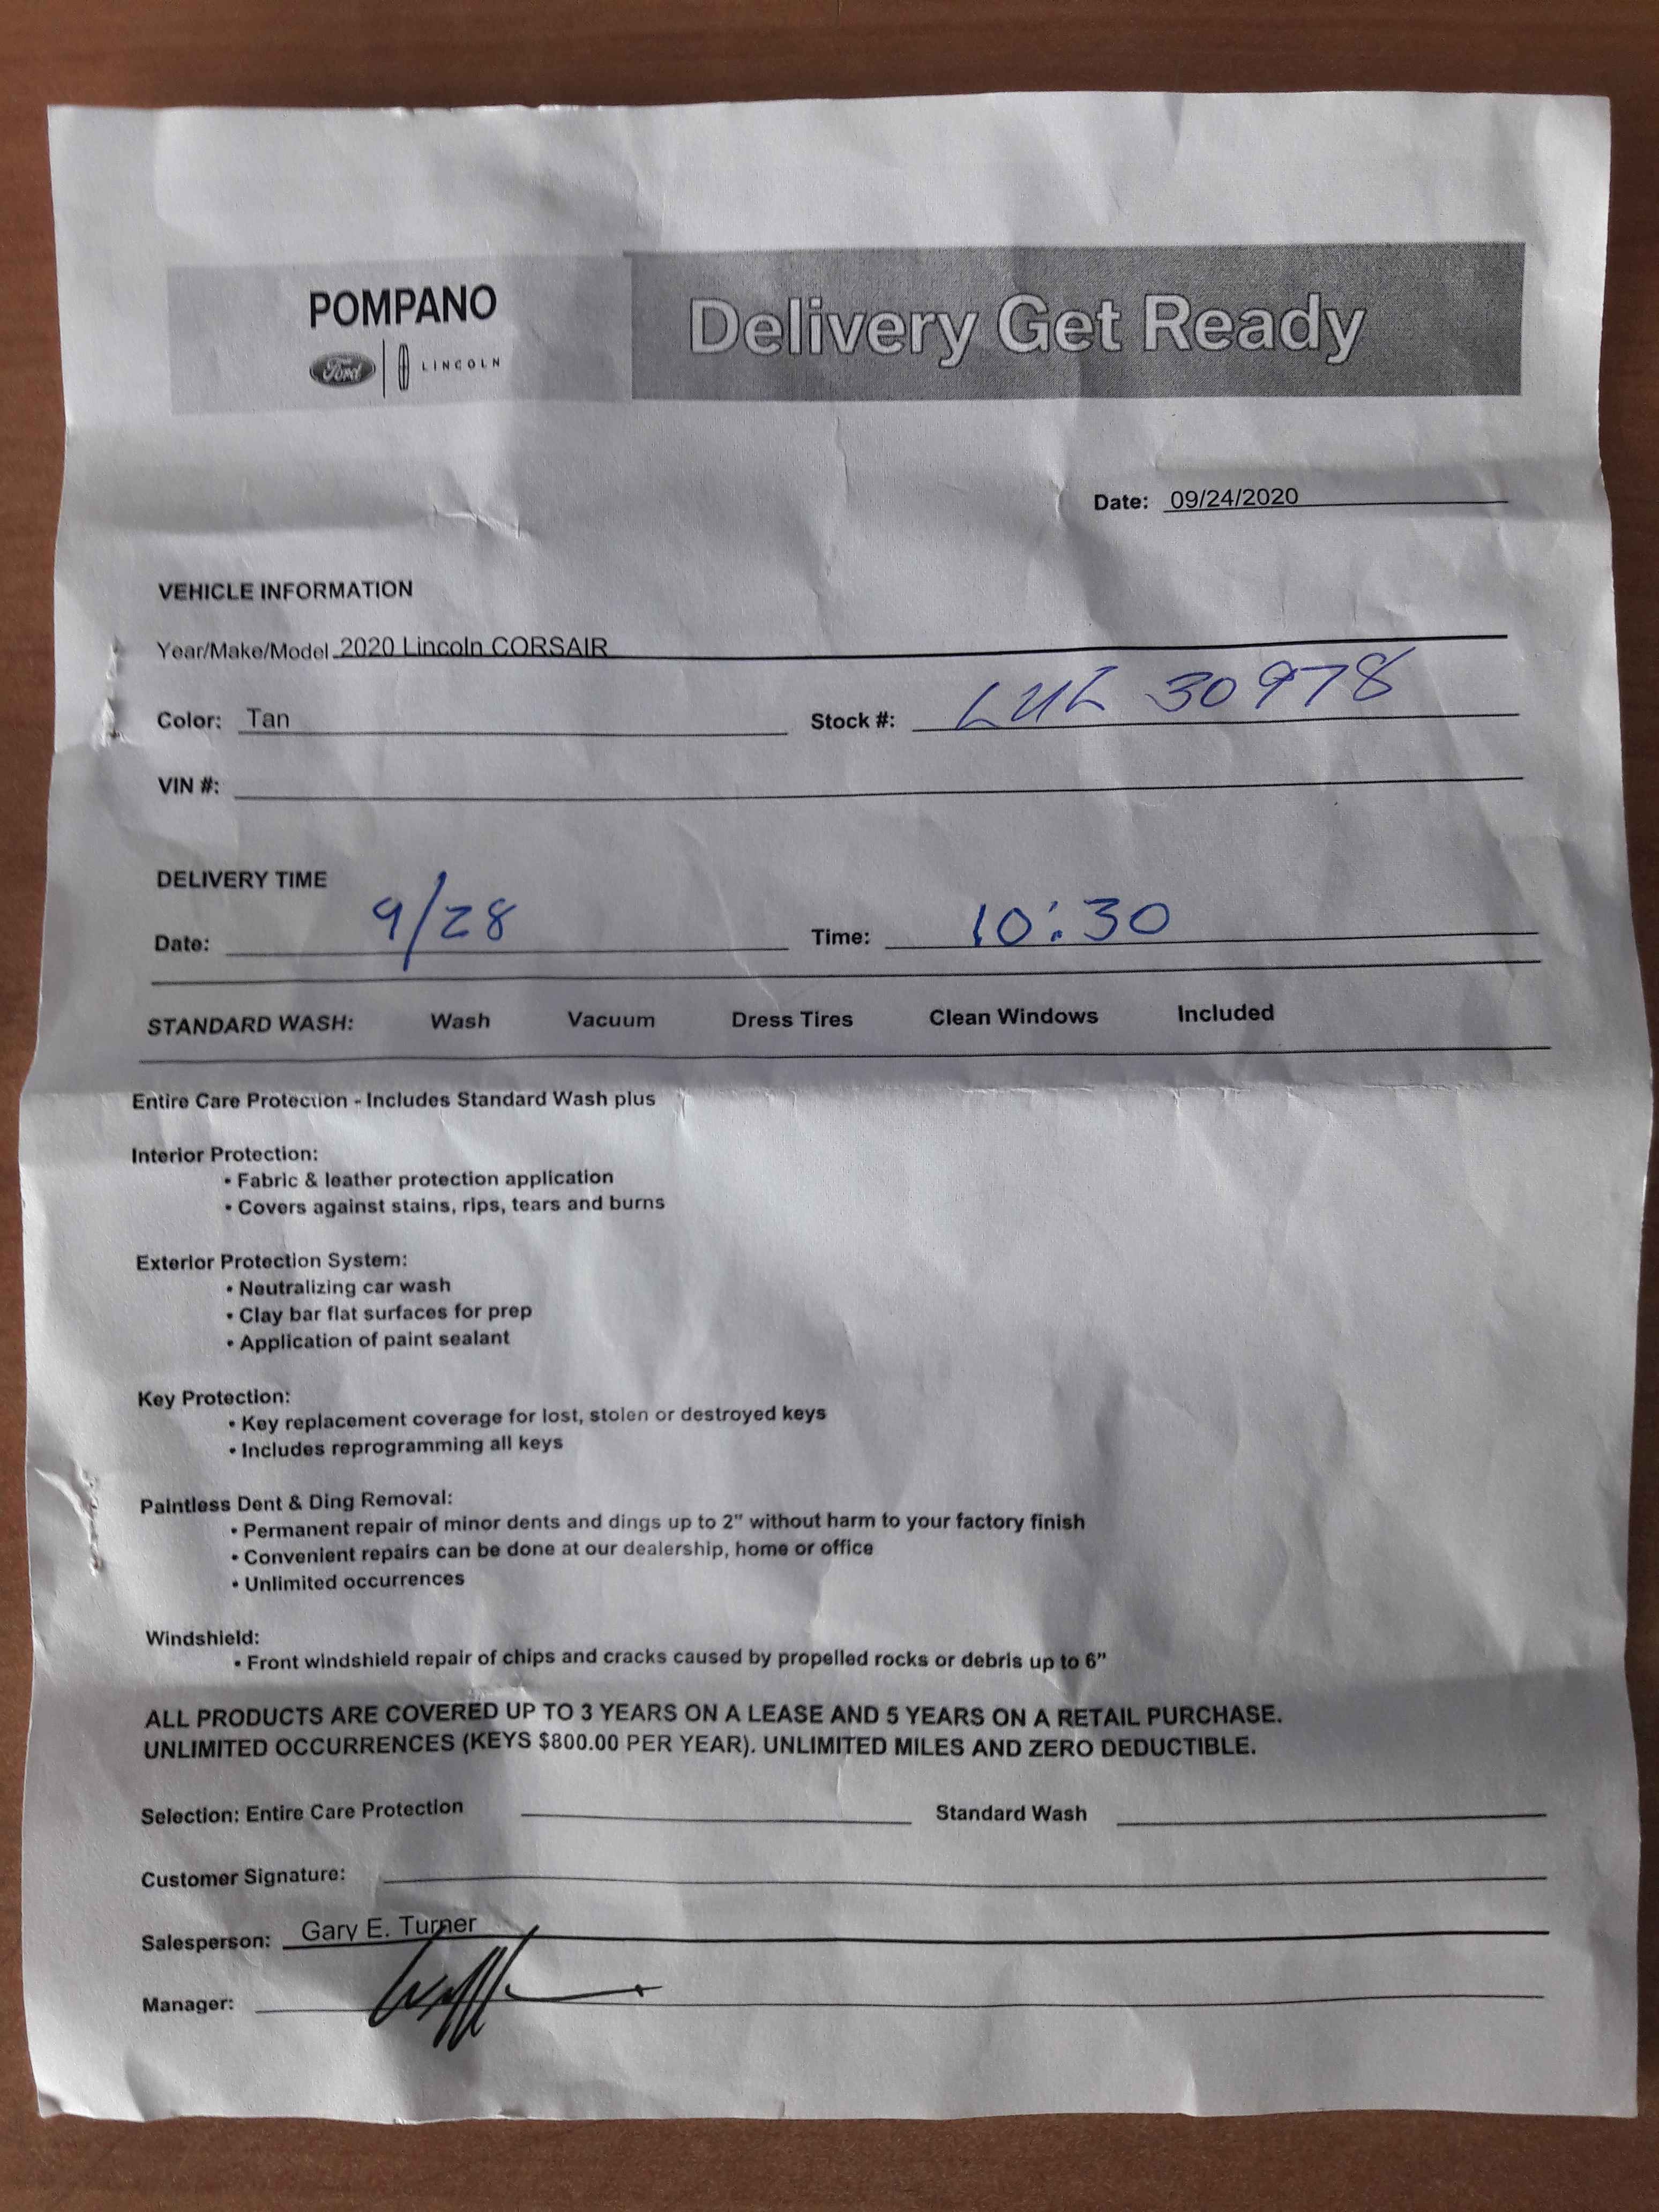 POMPANO
Ford LINCOLN
Delivery Get Ready
Date: 09/24/2020
VEHICLE INFORMATION
Year/Make/Model 2020 Lincoln CORSAIR
Color: Tan Stock #: LUL 30978
VIN #:
DELIVERY TIME
Date: 9/28 Time: 10:30
STANDARD WASH: Wash Vacuum Dress Tires Clean Windows Included
Entire Care Protection - Includes Standard Wash plus
Interior Protection:
• Fabric & leather protection application
• Covers against stains, rips, tears and burns
Exterior Protection System:
• Neutralizing car wash
• Clay bar flat surfaces for prep
• Application of paint sealant
Key Protection:
• Key replacement coverage for lost, stolen or destroyed keys
• Includes reprogramming all keys
Paintless Dent & Ding Removal:
• Permanent repair of minor dents and dings up to 2" without harm to your factory finish
• Convenient repairs can be done at our dealership, home or office
• Unlimited occurrences
Windshield:
• Front windshield repair of chips and cracks caused by propelled rocks or debris up to 6"
ALL PRODUCTS ARE COVERED UP TO 3 YEARS ON A LEASE AND 5 YEARS ON A RETAIL PURCHASE.
UNLIMITED OCCURRENCES (KEYS $800.00 PER YEAR). UNLIMITED MILES AND ZERO DEDUCTIBLE.
Selection: Entire Care Protection Standard Wash
Customer Signature:
Salesperson: Gary E. Turner
Manager: